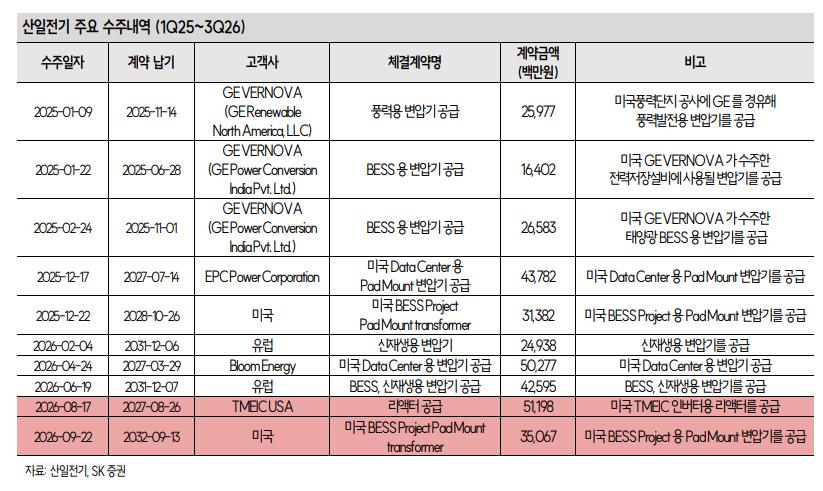 산일전기 주요 수주내역 (1Q25~3Q26)
수주일자 계약 납기 고객사 체결계약명 계약금액 (백만원) 비고
2025-01-09 2025-11-14 GE VERNOVA (GE Renewable North America, LLC) 풍력용 변압기 공급 25,977 미국풍력단지 공사에 GE를 경유해 풍력발전용 변압기를 공급
2025-01-22 2025-06-28 GE VERNOVA (GE Power Conversion India Pvt. Ltd.) BESS 용 변압기 공급 16,402 미국 GE VERNOVA 가 수주한 전력저장설비에 사용될 변압기를 공급
2025-02-24 2025-11-01 GE VERNOVA (GE Power Conversion India Pvt. Ltd.) BESS 용 변압기 공급 26,583 미국 GE VERNOVA 가 수주한 태양광 BESS 용 변압기를 공급
2025-12-17 2027-07-14 EPC Power Corporation 미국 Data Center 용 Pad Mount 변압기 공급 43,782 미국 Data Center 용 Pad Mount 변압기를 공급
2025-12-22 2028-10-26 미국 미국 BESS Project Pad Mount transformer 31,382 미국 BESS Project 용 Pad Mount 변압기를 공급
2026-02-04 2031-12-06 유럽 신재생용 변압기 24,938 신재생용 변압기를 공급
2026-04-24 2027-03-29 Bloom Energy 미국 Data Center 용 변압기 공급 50,277 미국 Data Center 용 변압기를 공급
2026-06-19 2031-12-07 유럽 BESS, 신재생용 변압기 공급 42,595 BESS, 신재생용 변압기를 공급
2026-08-17 2027-08-26 TMEIC USA 리액터 공급 51,198 미국 TMEIC 인버터용 리액터를 공급
2026-09-22 2032-09-13 미국 미국 BESS Project Pad Mount transformer 35,067 미국 BESS Project 용 Pad Mount 변압기를 공급
자료: 산일전기, SK 증권